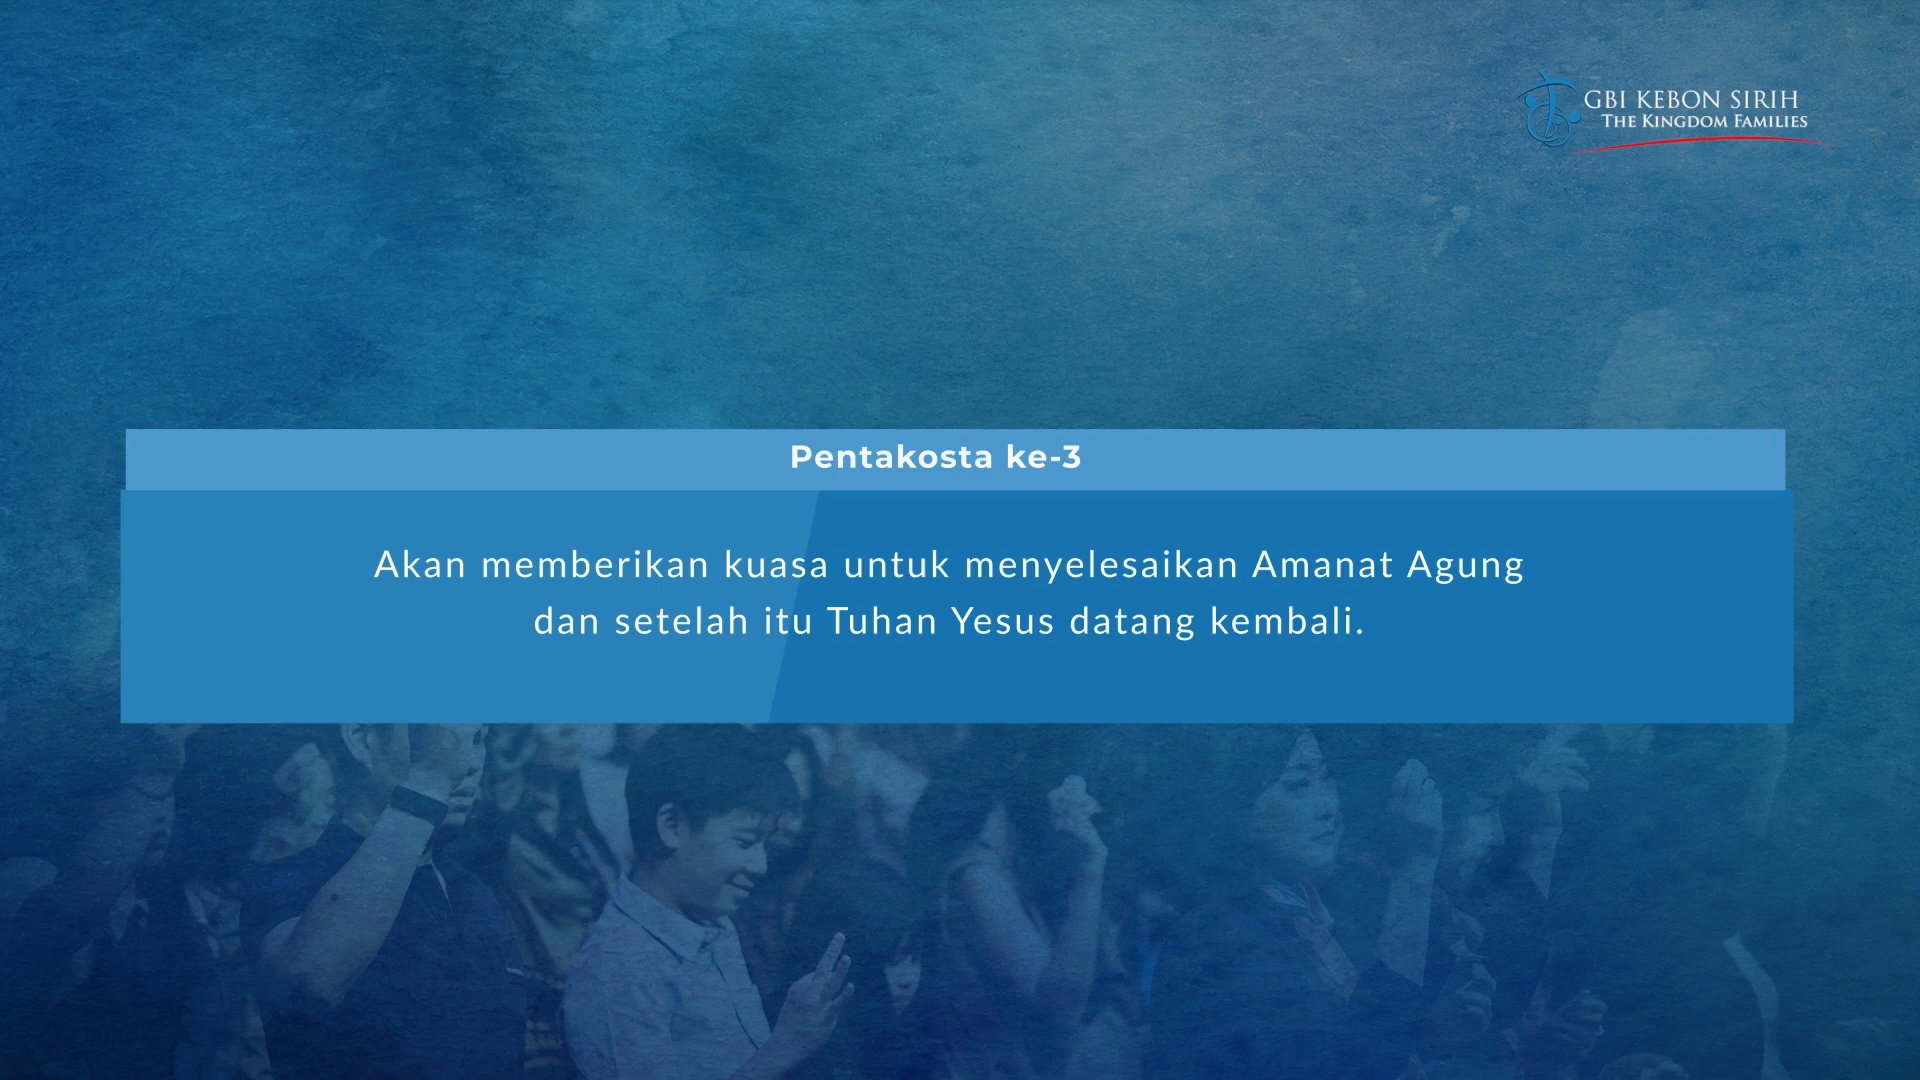 GBI KEBON SIRIH
THE KINGDOM FAMILIES
Pentakosta ke-3
Akan memberikan kuasa untuk menyelesaikan Amanat Agung
dan setelah itu Tuhan Yesus datang kembali.